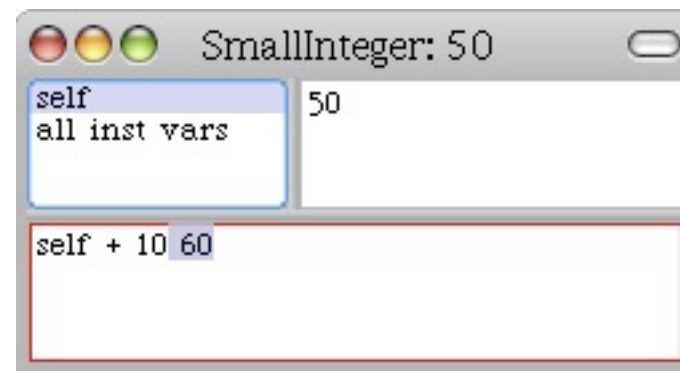 SmallInteger: 50
self
all inst vars
50
self + 10 60